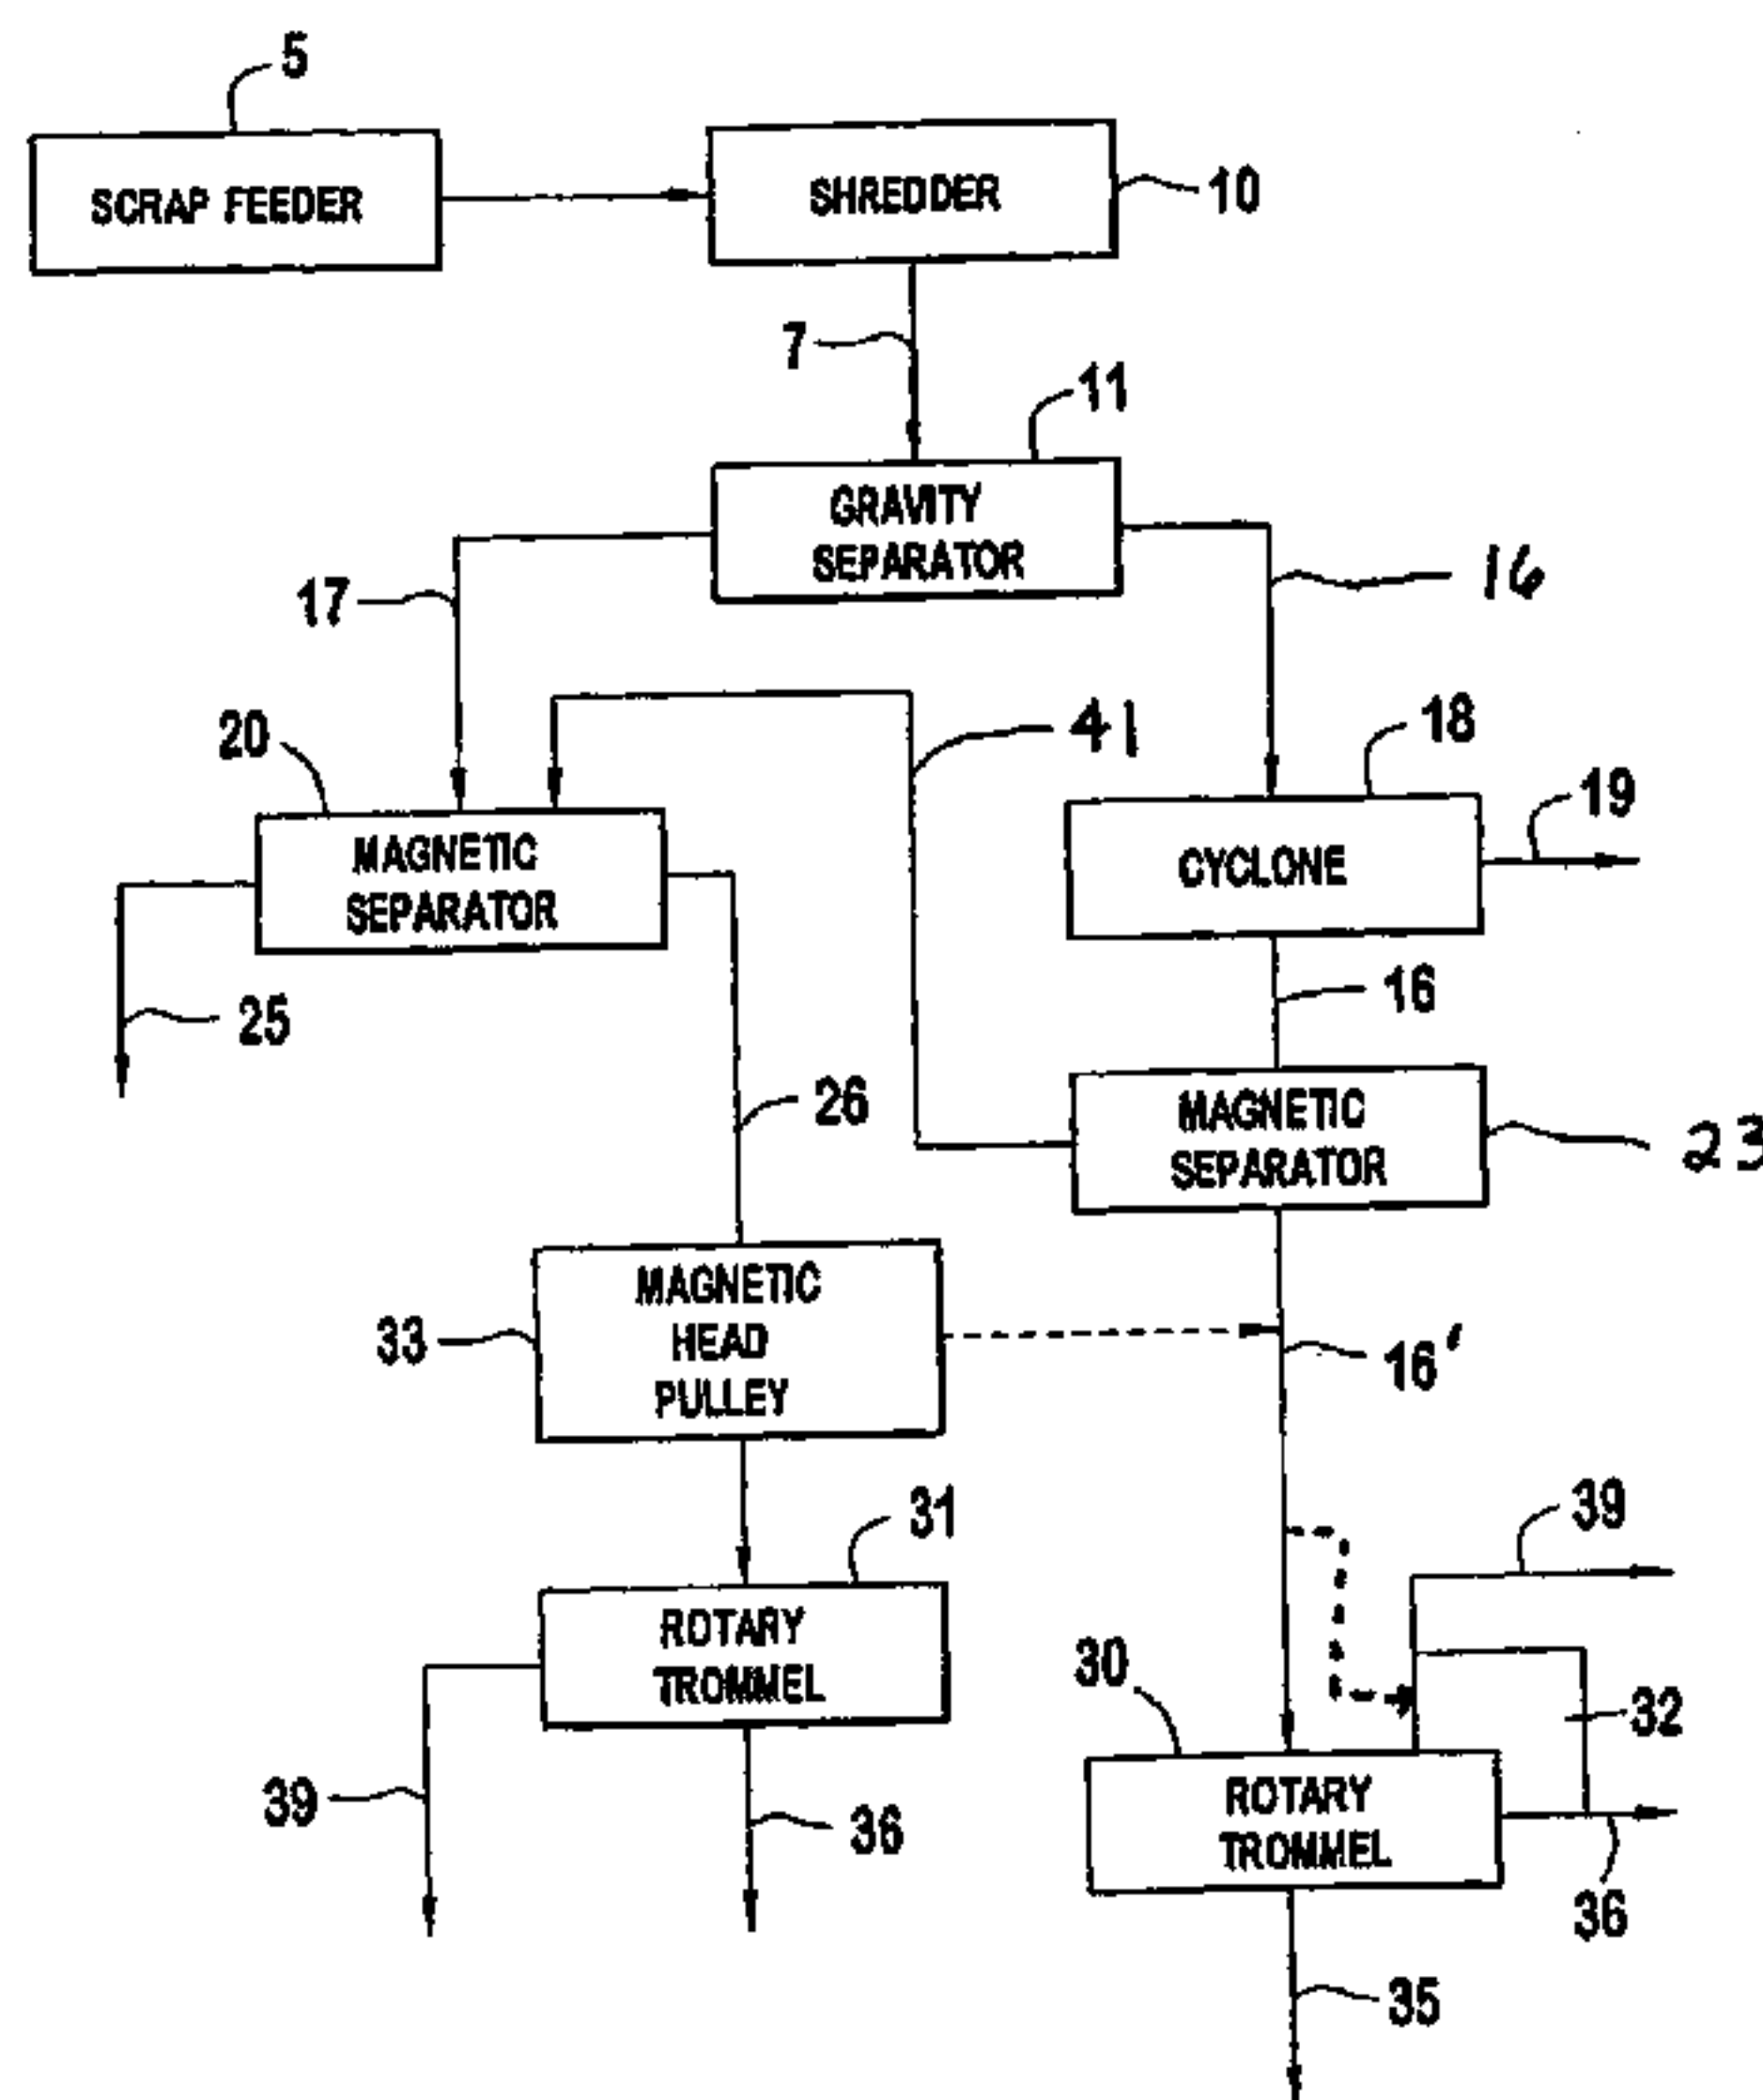 5
SCRAP FEEDER
SHREDDER
10
7
11
GRAVITY
SEPARATOR
17
16
20
41
18
19
MAGNETIC
SEPARATOR
CYCLONE
25
16
26
MAGNETIC
SEPARATOR
23
33
MAGNETIC
HEAD
PULLEY
16'
31
39
ROTARY
TROMMEL
30
32
39
36
ROTARY
TROMMEL
36
35